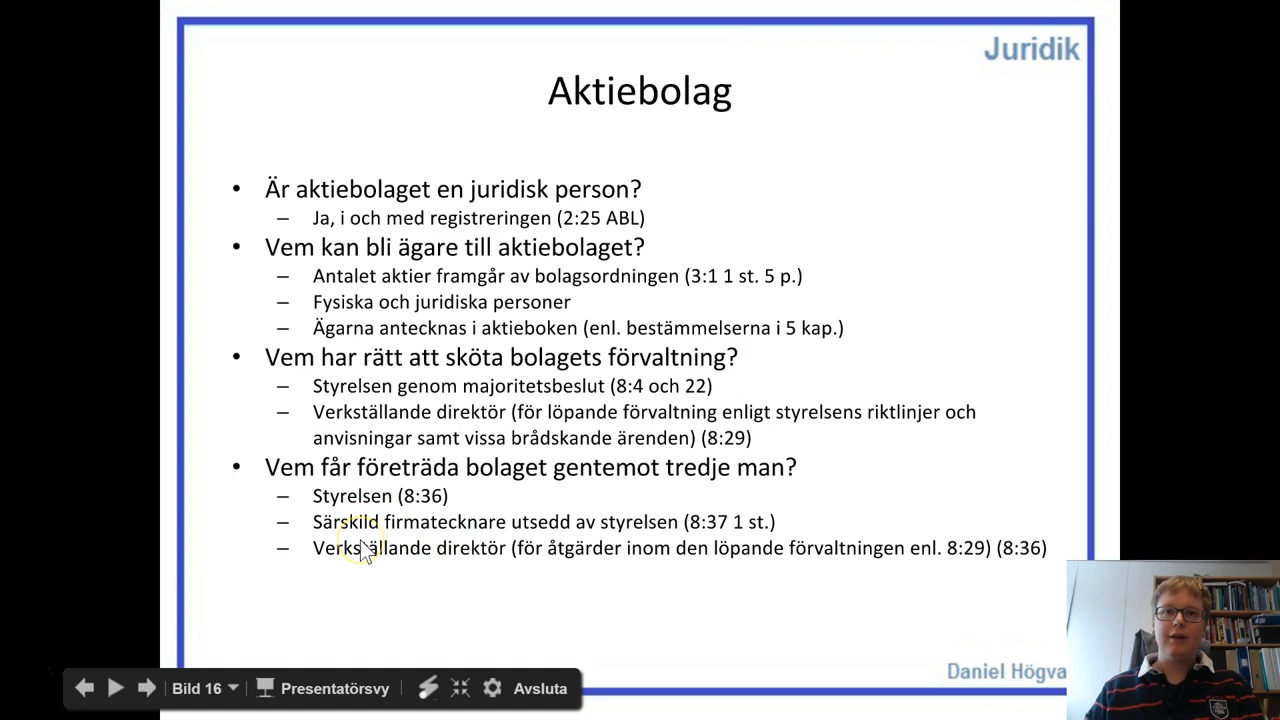 Juridik
Aktiebolag
• Är aktiebolaget en juridisk person?
– Ja, i och med registreringen (2:25 ABL)
• Vem kan bli ägare till aktiebolaget?
– Antalet aktier framgår av bolagsordningen (3:1 1 st. 5 p.)
– Fysiska och juridiska personer
– Ägarna antecknas i aktieboken (enl. bestämmelserna i 5 kap.)
• Vem har rätt att sköta bolagets förvaltning?
– Styrelsen genom majoritetsbeslut (8:4 och 22)
– Verkställande direktör (för löpande förvaltning enligt styrelsens riktlinjer och
anvisningar samt vissa brådskande ärenden) (8:29)
• Vem får företräda bolaget gentemot tredje man?
– Styrelsen (8:36)
– Särskild firmatecknare utsedd av styrelsen (8:37 1 st.)
– Verkställande direktör (för åtgärder inom den löpande förvaltningen enl. 8:29) (8:36)
Daniel Högva
Bild 16 Presentatörsvy Avsluta